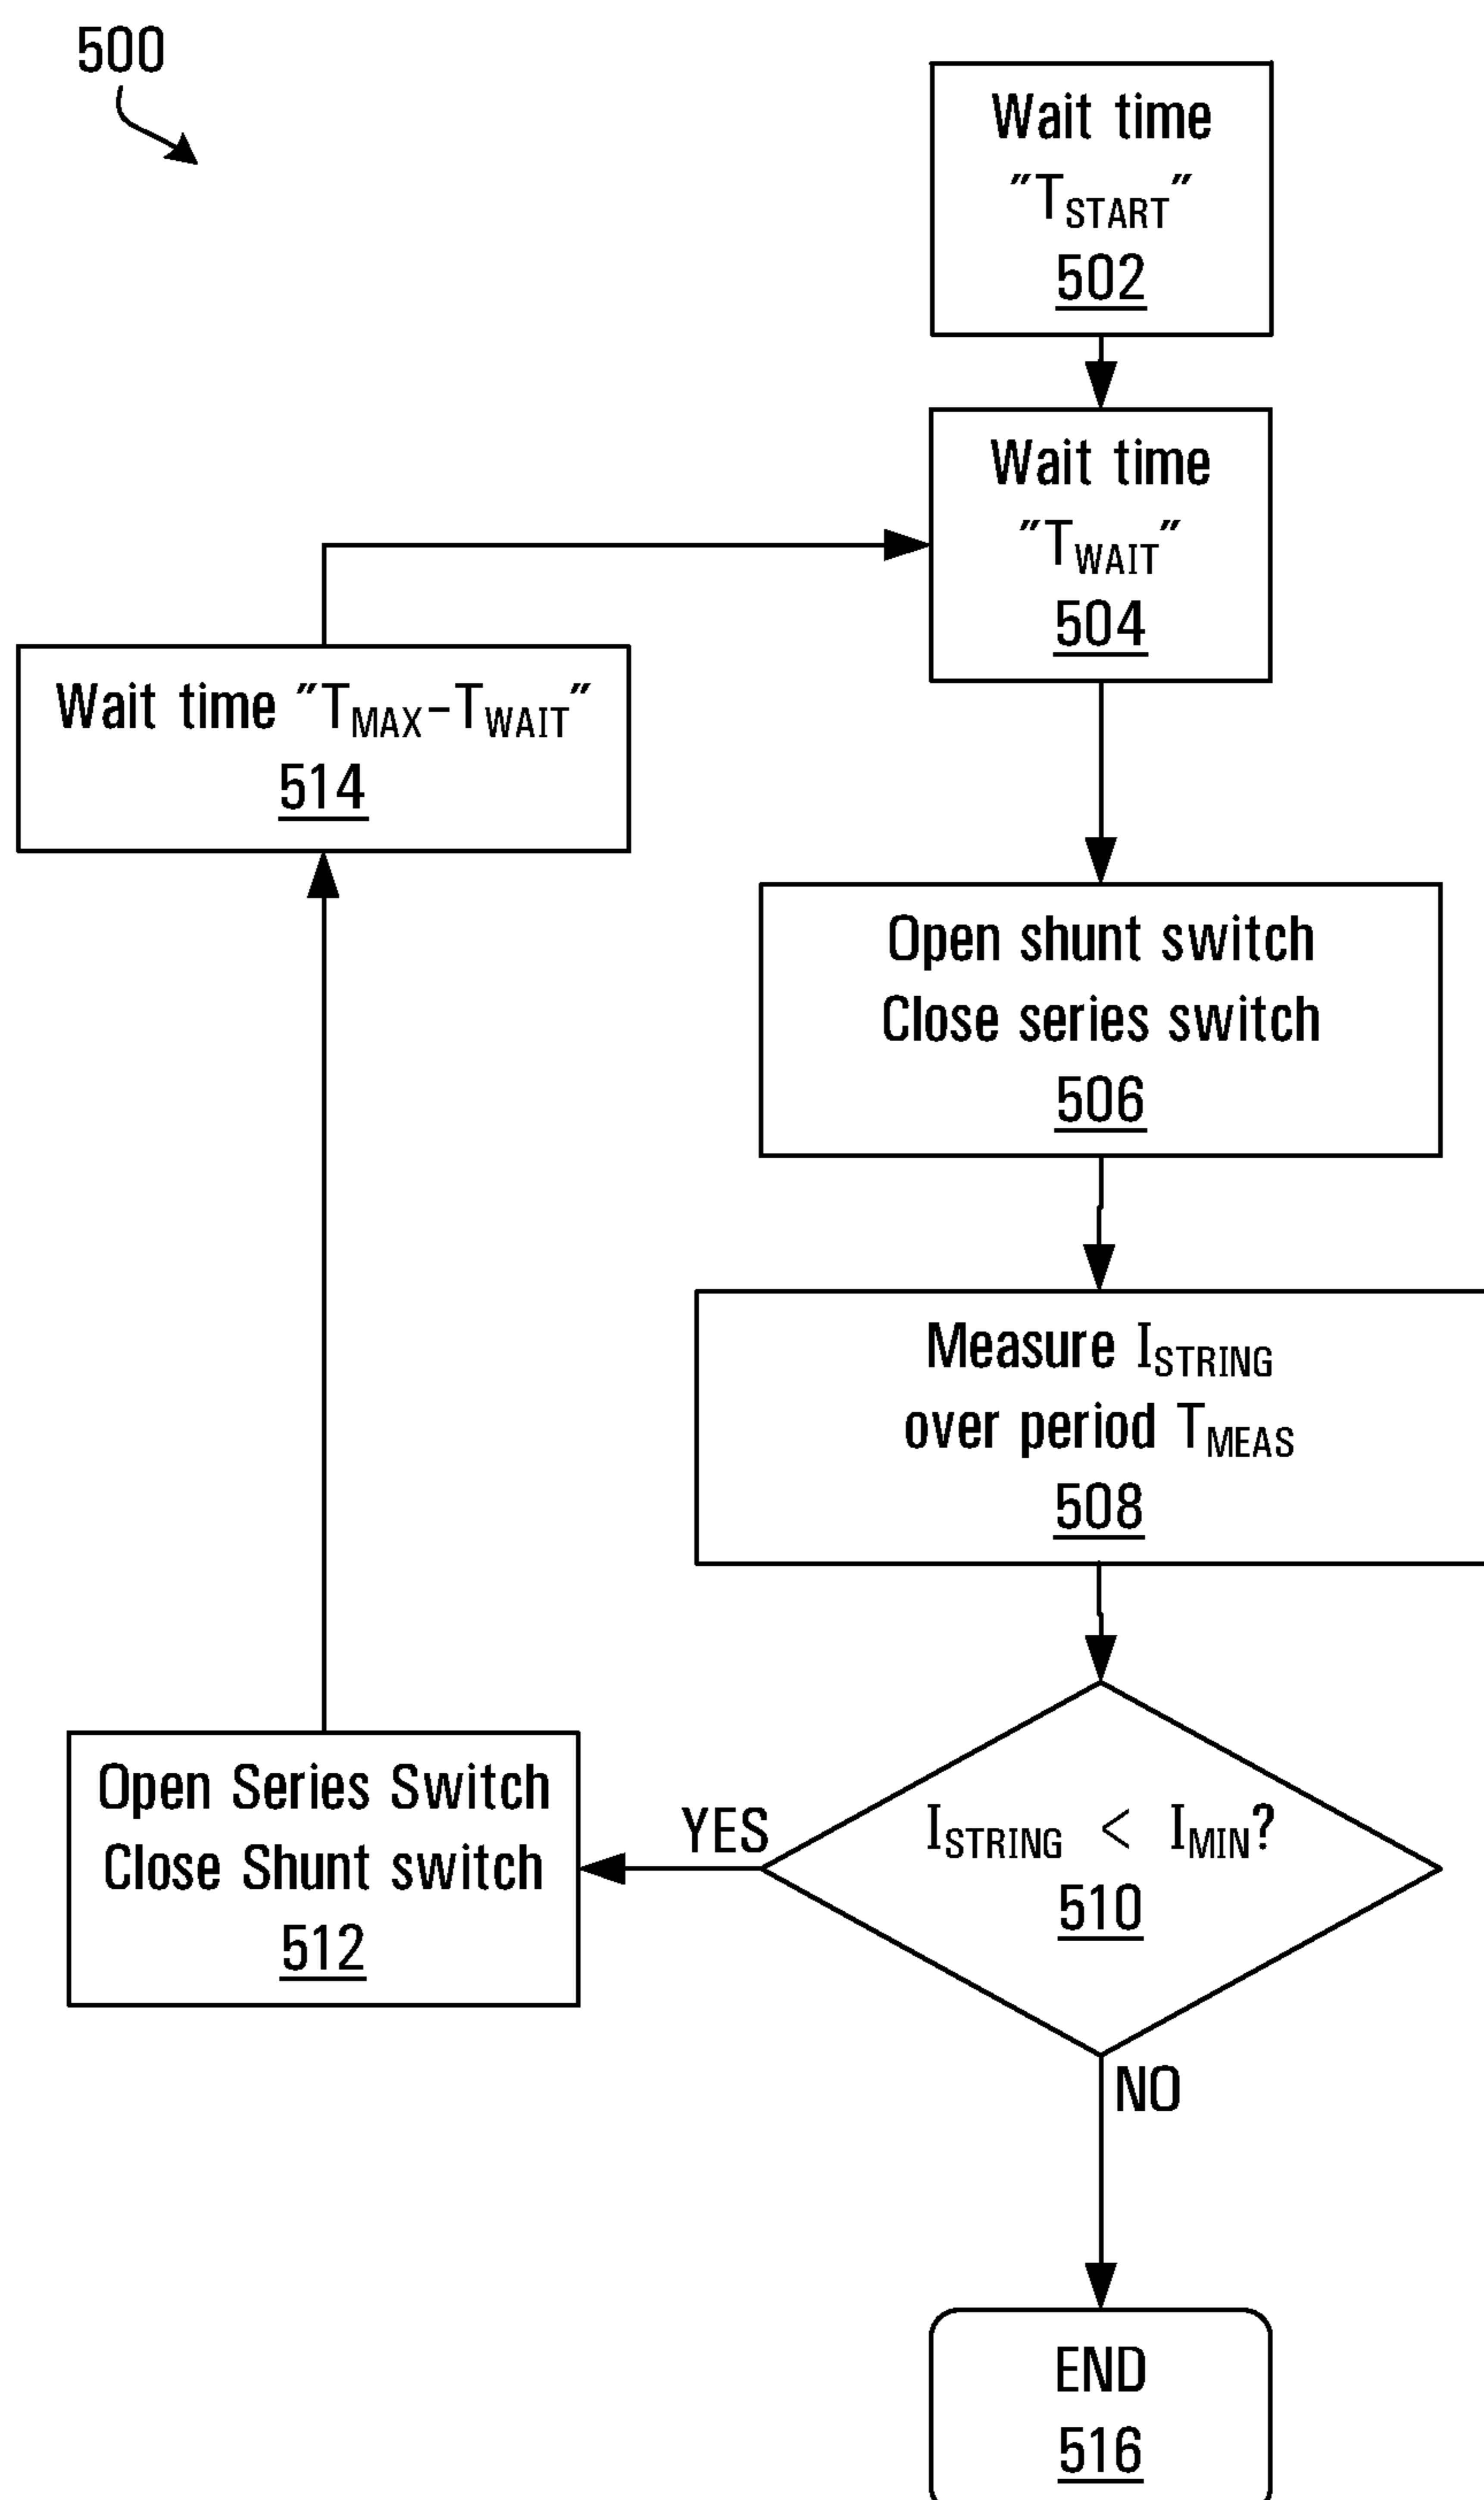 500
Wait time
"TSTART"
502
Wait time
"TWAIT"
504
Wait time "TMAX-TWAIT"
514
Open shunt switch
Close series switch
506
Measure ISTRING
over period TMEAS
508
ISTRING < IMIN?
510
YES
Open Series Switch
Close Shunt switch
512
NO
END
516